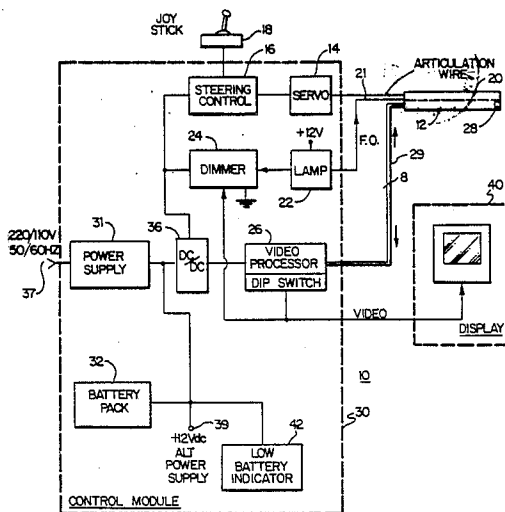 JOY
STICK
18
16
14
STEERING
CONTROL
SERVO
21
ARTICULATION
WIRE
20
12
28
24
+12V
DIMMER
LAMP
22
F.O.
29
8
40
220/110V
50/60HZ
37
31
POWER
SUPPLY
36
DC/DC
26
VIDEO
PROCESSOR
DIP SWITCH
VIDEO
DISPLAY
32
BATTERY
PACK
39
+12Vdc
ALT
POWER
SUPPLY
42
LOW
BATTERY
INDICATOR
10
30
CONTROL MODULE